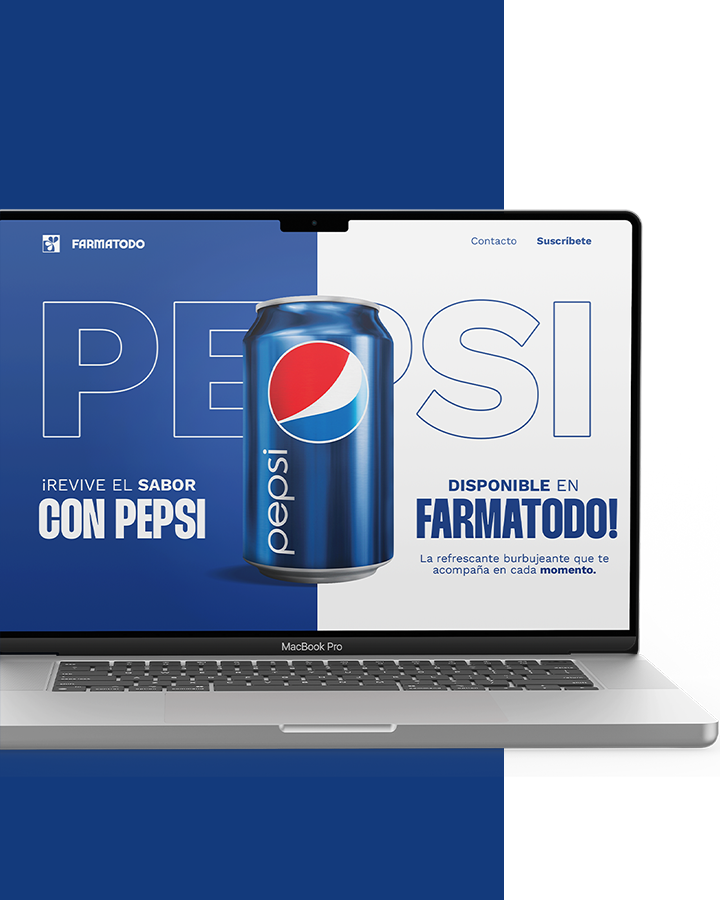 FARMATODO
Contacto
Suscríbete
PEPSI
pepsi
¡REVIVE EL SABOR
CON PEPSI
DISPONIBLE EN
FARMATODO!
La refrescante burbujeante que te
acompaña en cada momento.
MacBook Pro